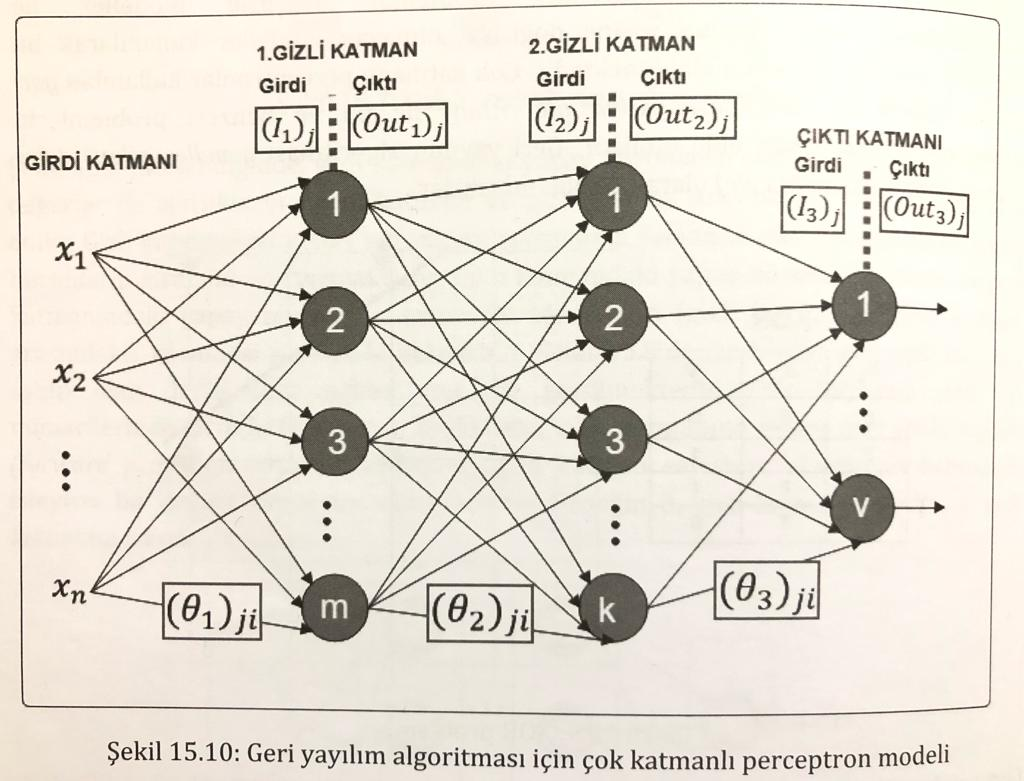 1.GİZLİ KATMAN
Girdi Çıktı
(I₁)ⱼ (Out₁)ⱼ
2.GİZLİ KATMAN
Girdi Çıktı
(I₂)ⱼ (Out₂)ⱼ
ÇIKTI KATMANI
Girdi Çıktı
(I₃)ⱼ (Out₃)ⱼ
GİRDİ KATMANI
x₁
x₂
xₙ
1
2
3
m
1
2
3
k
1
v
(θ₁)ⱼᵢ
(θ₂)ⱼᵢ
(θ₃)ⱼᵢ
Şekil 15.10: Geri yayılım algoritması için çok katmanlı perceptron modeli